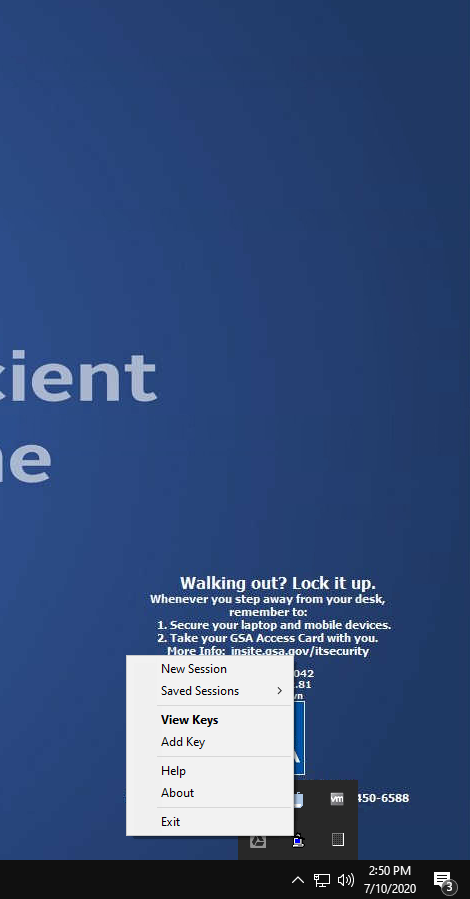 cient
ne
Walking out? Lock it up.
Whenever you step away from your desk,
remember to:
1. Secure your laptop and mobile devices.
2. Take your GSA Access Card with you.
More Info: insite.gsa.gov/itsecurity
042
.81
wn
New Session
Saved Sessions
View Keys
Add Key
Help
About
Exit
A
vm
450-6588
2:50 PM
7/10/2020
3